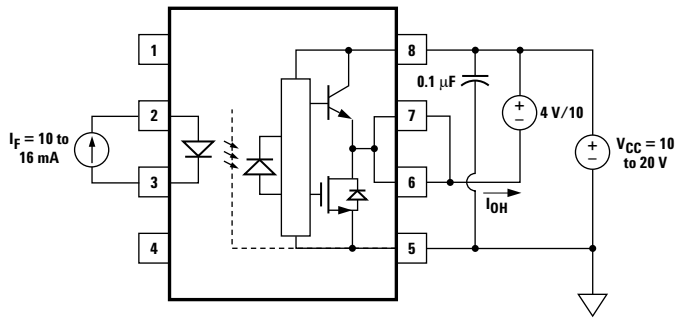 1
8
0.1 μF
4 V/10
2
7
I_F = 10 to
16 mA
V_CC = 10
to 20 V
3
6
I_OH
4
5